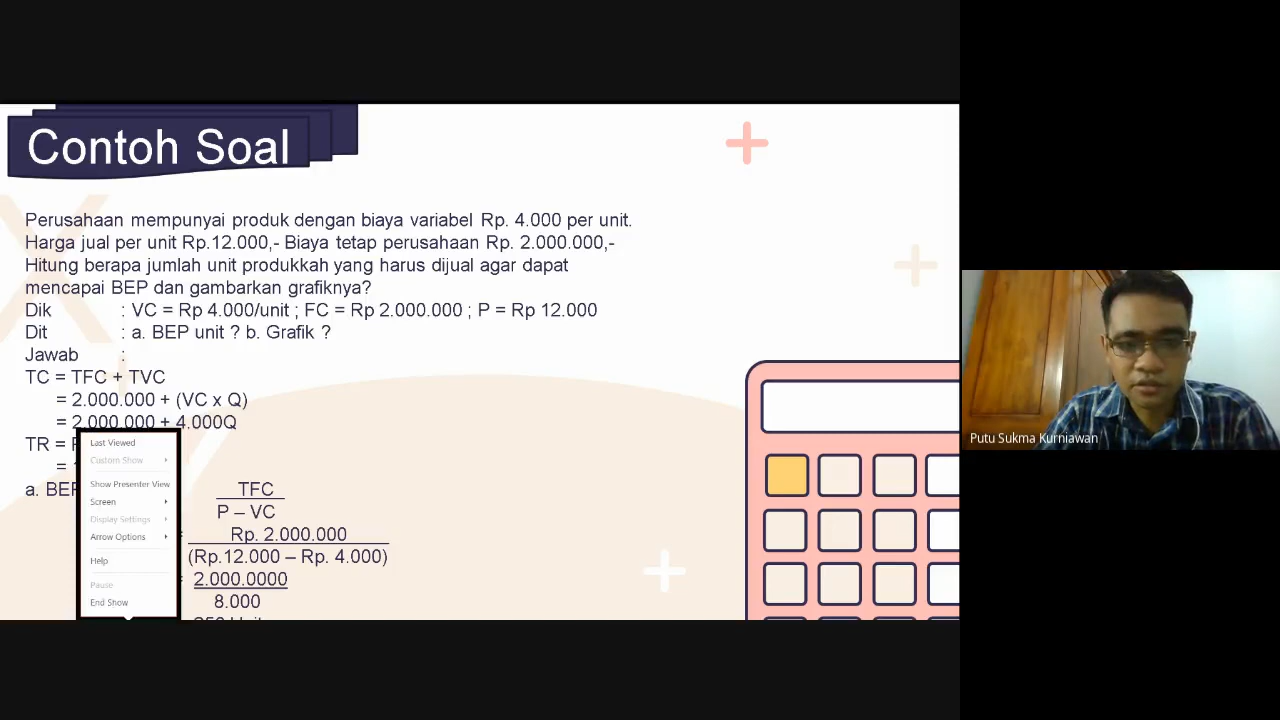 Contoh Soal
Perusahaan mempunyai produk dengan biaya variabel Rp. 4.000 per unit.
Harga jual per unit Rp.12.000,- Biaya tetap perusahaan Rp. 2.000.000,-
Hitung berapa jumlah unit produkkah yang harus dijual agar dapat
mencapai BEP dan gambarkan grafiknya?
Dik : VC = Rp 4.000/unit ; FC = Rp 2.000.000 ; P = Rp 12.000
Dit : a. BEP unit ? b. Grafik ?
Jawab :
TC = TFC + TVC
= 2.000.000 + (VC x Q)
= 2.000.000 + 4.000Q
TR =
=
a. BEP
TFC
P – VC
Rp. 2.000.000
(Rp.12.000 – Rp. 4.000)
2.000.0000
8.000
Last Viewed
Custom Show
Show Presenter View
Screen
Display Settings
Arrow Options
Help
Pause
End Show
Putu Sukma Kurniawan